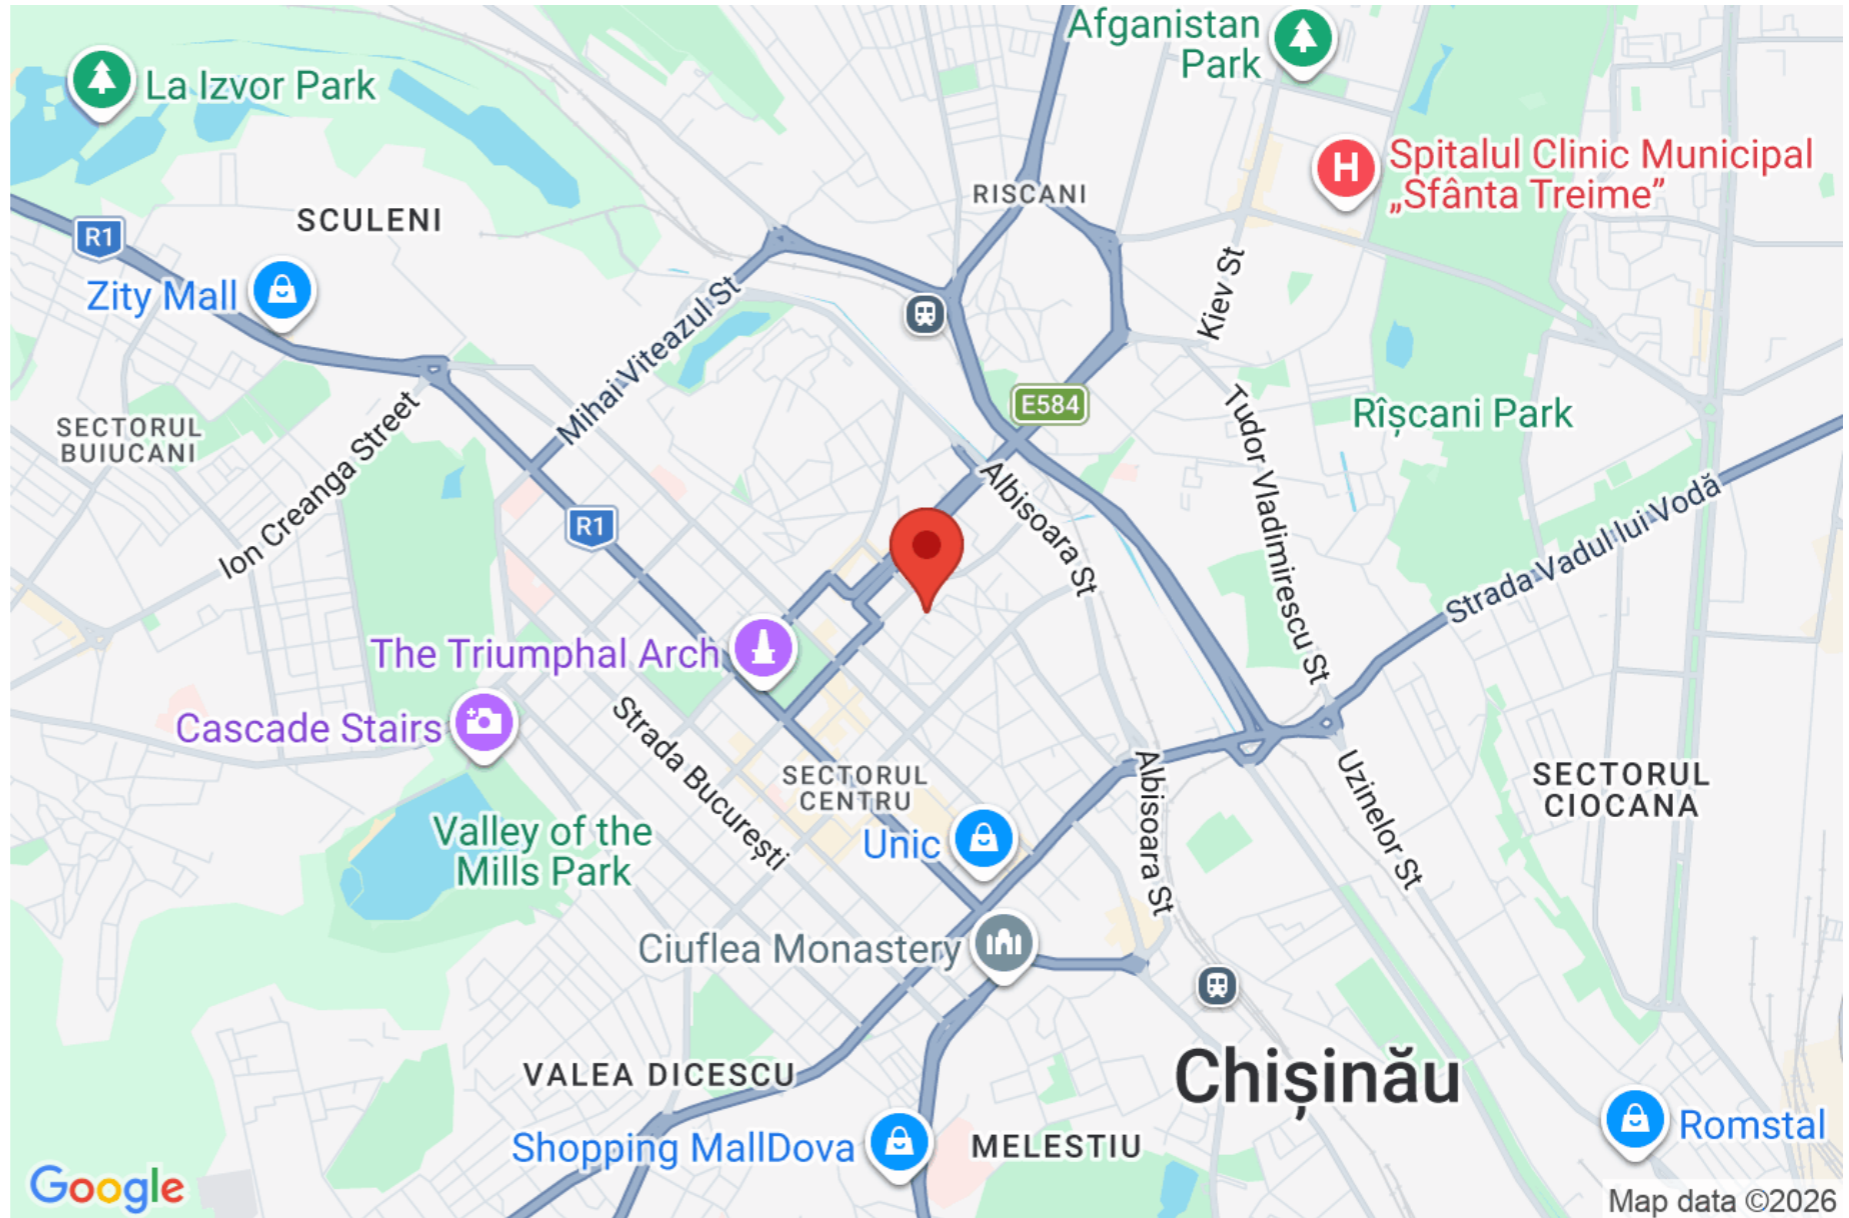 Afganistan
Park
La Izvor Park
Spitalul Clinic Municipal
„Sfânta Treime”
RISCANI
SCULENI
R1
Zity Mall
Kiev St
Mihai Viteazul St
E584
Rîșcani Park
SECTORUL
BUIUCANI
Ion Creanga Street
Tudor Vladimirescu St
Albisoara St
R1
Strada Vadul lui Vodă
The Triumphal Arch
Cascade Stairs
Strada București
SECTORUL
CENTRU
Albisoara St
Uzinelor St
SECTORUL
CIOCANA
Valley of the
Mills Park
Unic
Ciuflea Monastery
VALEA DICESCU
Chișinău
Shopping MallDova
MELESTIU
Romstal
Google
Map data ©2026